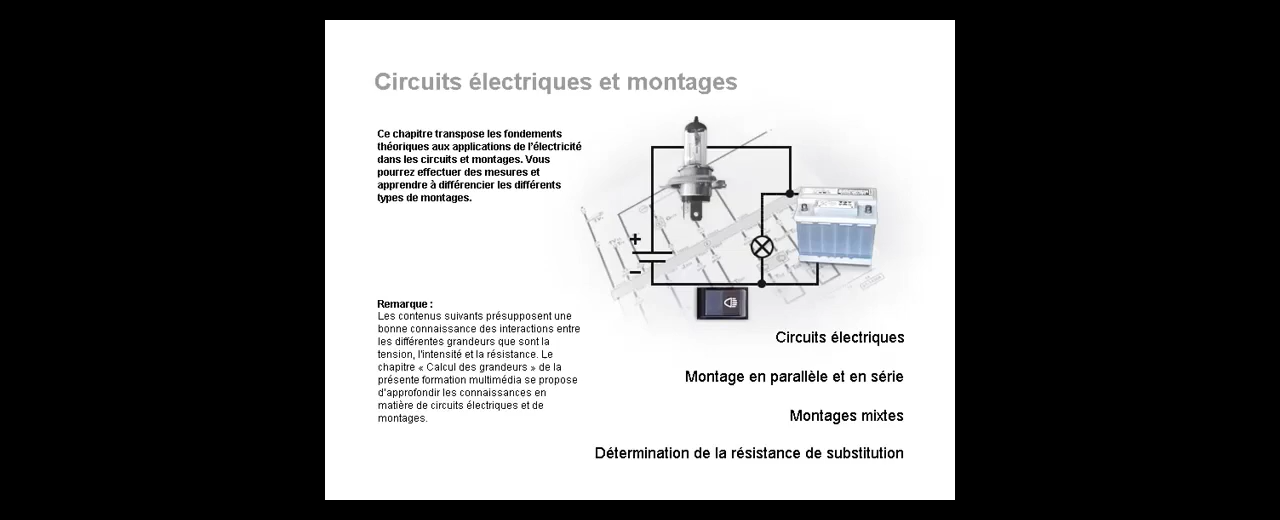 Circuits électriques et montages
Ce chapitre transpose les fondements
théoriques aux applications de l'électricité
dans les circuits et montages. Vous
pourrez effectuer des mesures et
apprendre à différencier les différents
types de montages.
+
–
Remarque :
Les contenus suivants présupposent une
bonne connaissance des interactions entre
les différentes grandeurs que sont la
tension, l'intensité et la résistance. Le
chapitre « Calcul des grandeurs » de la
présente formation multimédia se propose
d'approfondir les connaissances en
matière de circuits électriques et de
montages.
Circuits électriques
Montage en parallèle et en série
Montages mixtes
Détermination de la résistance de substitution